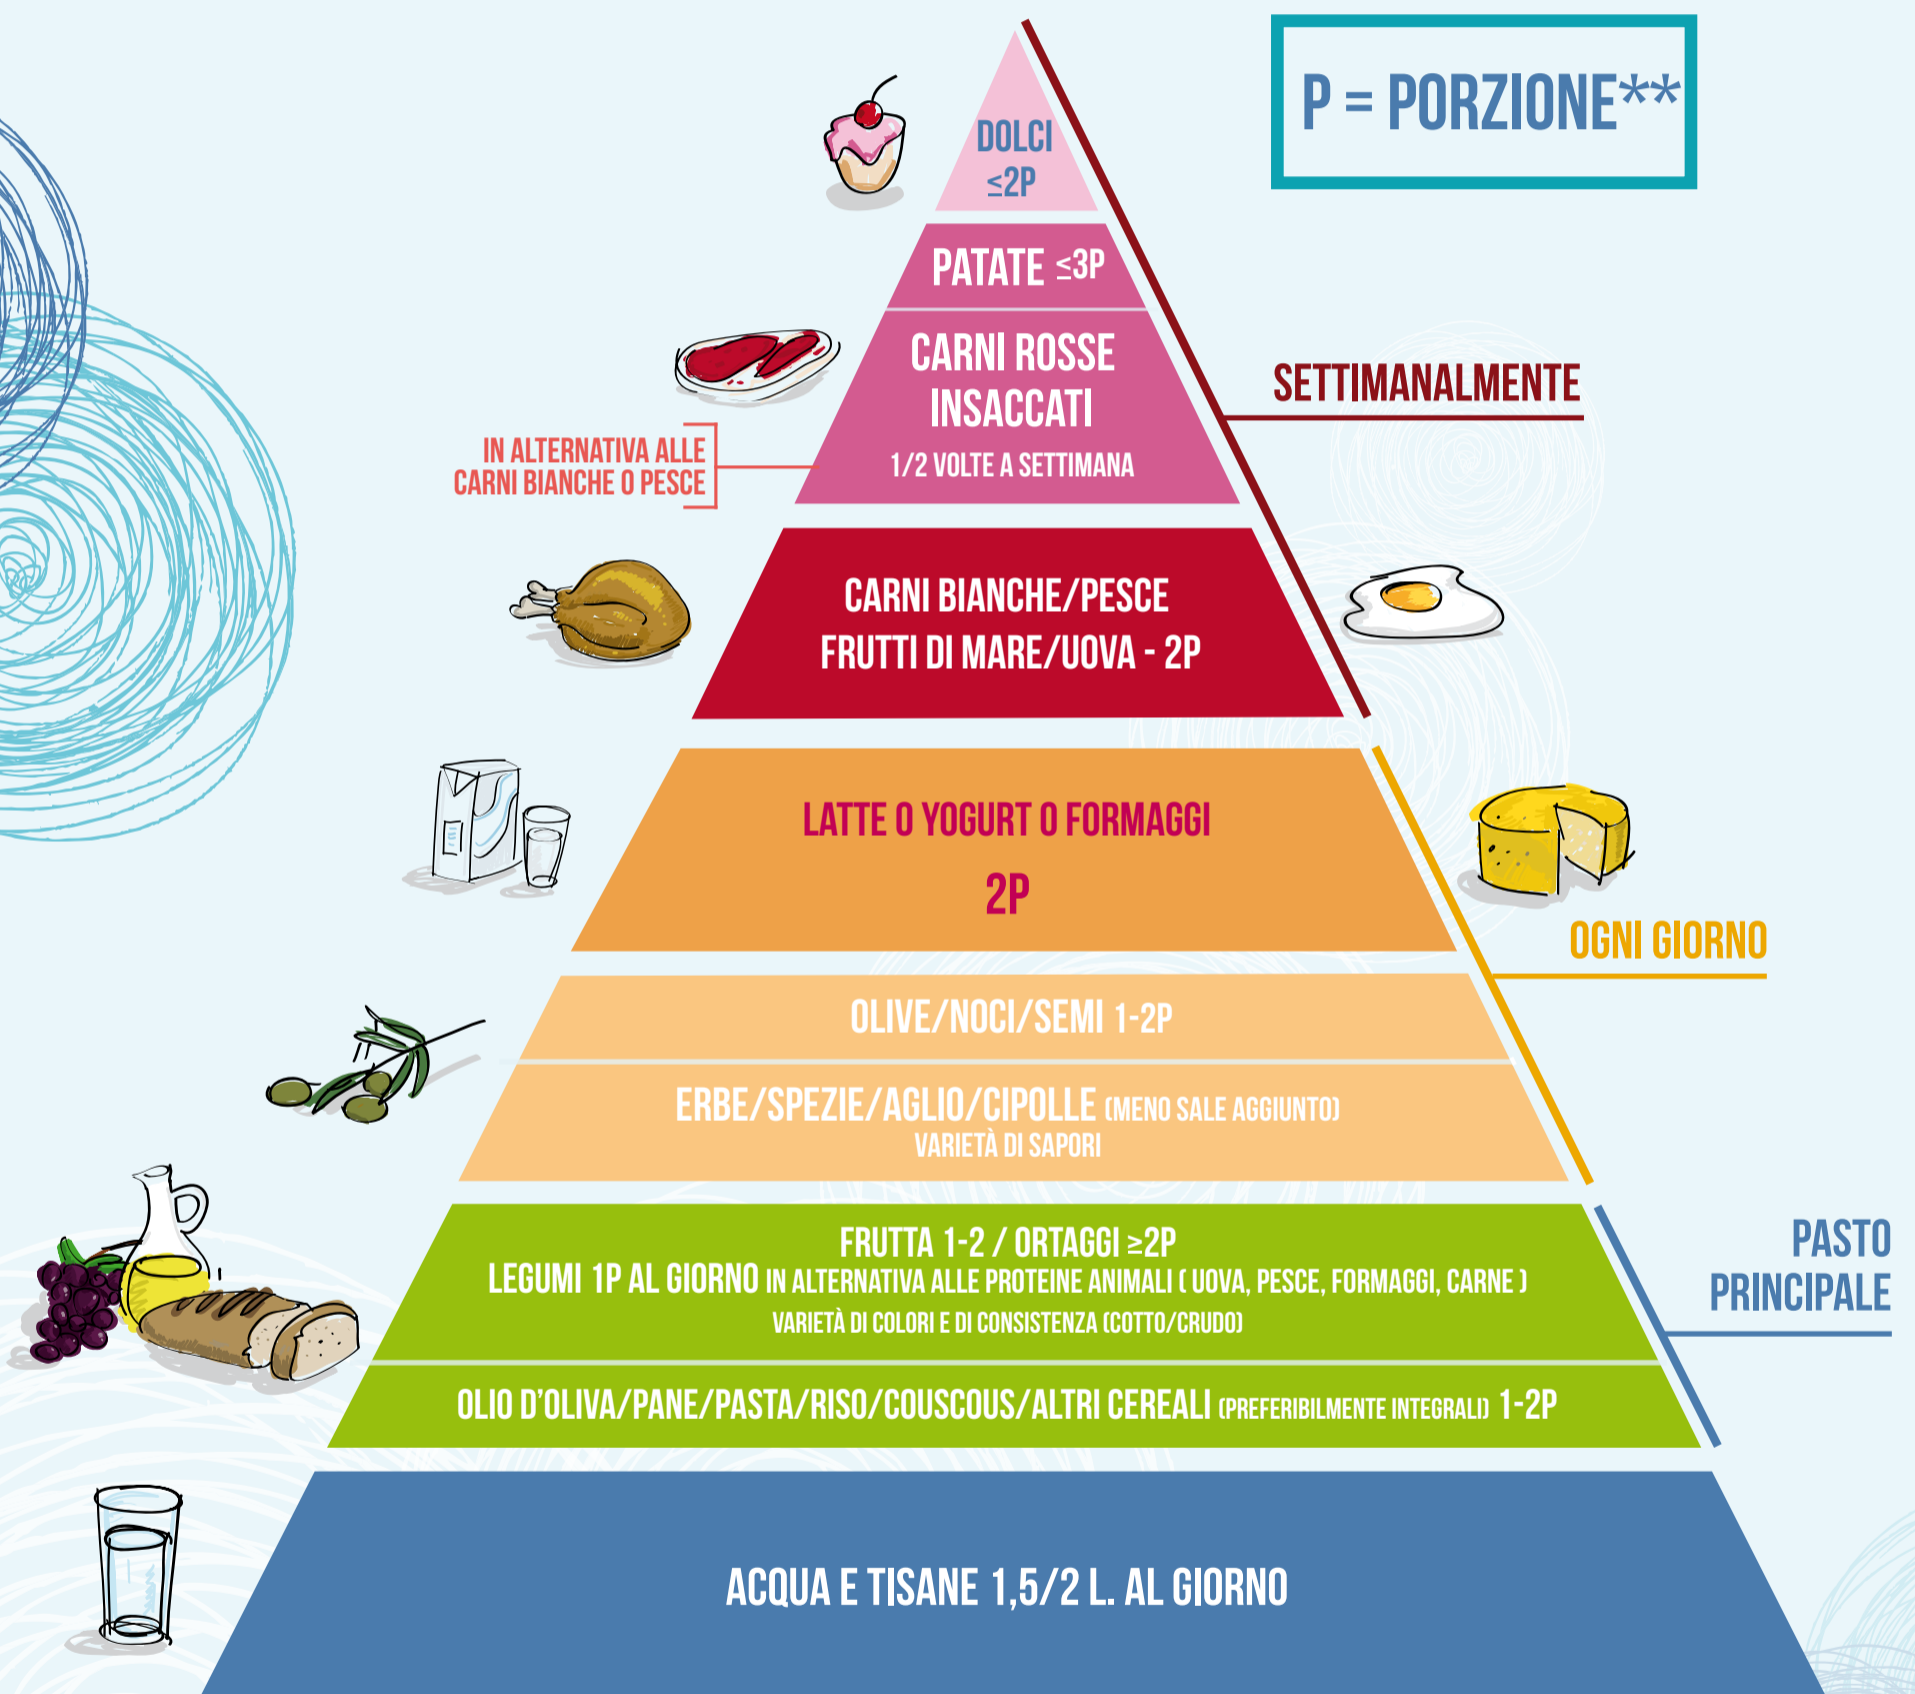 P = PORZIONE**
DOLCI
≤2P
PATATE ≤3P
CARNI ROSSE
INSACCATI
1/2 VOLTE A SETTIMANA
SETTIMANALMENTE
IN ALTERNATIVA ALLE
CARNI BIANCHE O PESCE
CARNI BIANCHE/PESCE
FRUTTI DI MARE/UOVA - 2P
LATTE O YOGURT O FORMAGGI
2P
OGNI GIORNO
OLIVE/NOCI/SEMI 1-2P
ERBE/SPEZIE/AGLIO/CIPOLLE (MENO SALE AGGIUNTO)
VARIETÀ DI SAPORI
FRUTTA 1-2 / ORTAGGI ≥2P
LEGUMI 1P AL GIORNO IN ALTERNATIVA ALLE PROTEINE ANIMALI ( UOVA, PESCE, FORMAGGI, CARNE )
VARIETÀ DI COLORI E DI CONSISTENZA (COTTO/CRUDO)
PASTO
PRINCIPALE
OLIO D'OLIVA/PANE/PASTA/RISO/COUSCOUS/ALTRI CEREALI (PREFERIBILMENTE INTEGRALI) 1-2P
ACQUA E TISANE 1,5/2 L. AL GIORNO